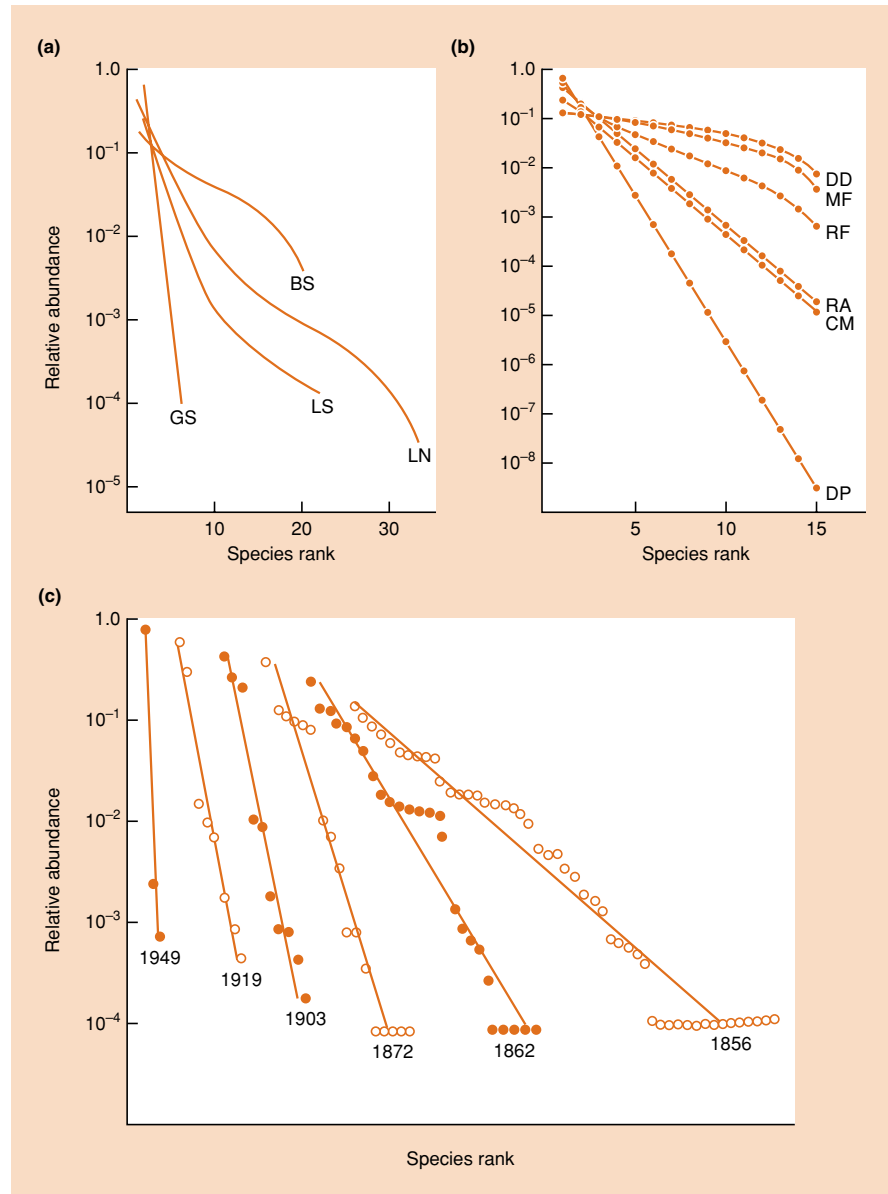 (a)
1.0
10⁻¹
10⁻²
10⁻³
10⁻⁴
10⁻⁵
Relative abundance
GS
BS
LS
LN
10 20 30
Species rank
(b)
1.0
10⁻¹
10⁻²
10⁻³
10⁻⁴
10⁻⁵
10⁻⁶
10⁻⁷
10⁻⁸
DD
MF
RF
RA
CM
DP
5 10 15
Species rank
(c)
1.0
10⁻¹
10⁻²
10⁻³
10⁻⁴
Relative abundance
1949
1919
1903
1872
1862
1856
Species rank